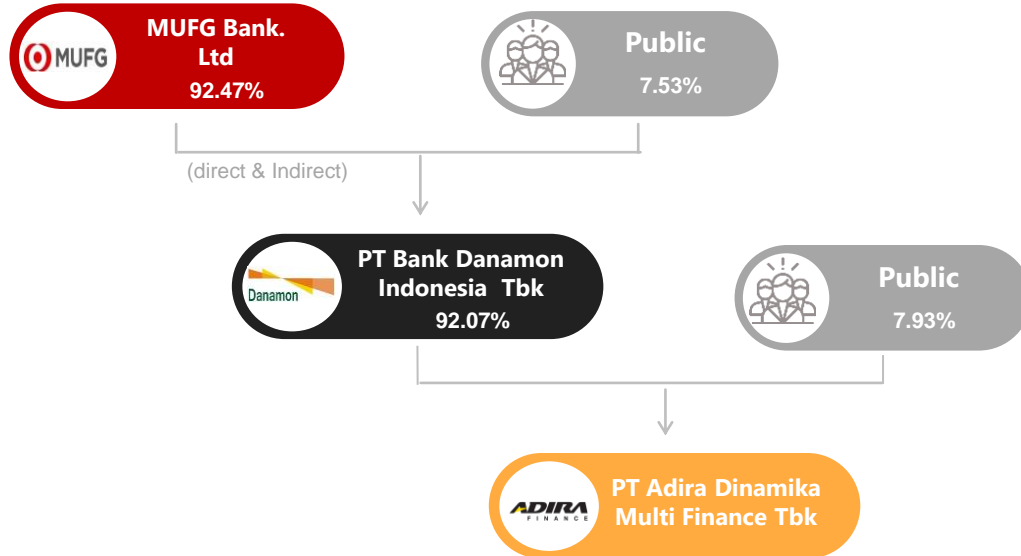 MUFG
MUFG Bank.
Ltd
92.47%
Public
7.53%
(direct & Indirect)
Danamon
PT Bank Danamon
Indonesia Tbk
92.07%
Public
7.93%
ADIRA
FINANCE
PT Adira Dinamika
Multi Finance Tbk